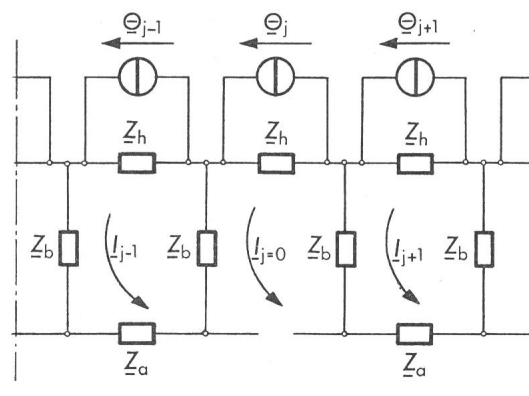 Θj−1 Θj Θj+1
Zh Zh Zh
Zb Ij−1 Zb Ij=0 Zb Ij+1 Zb
Za Za